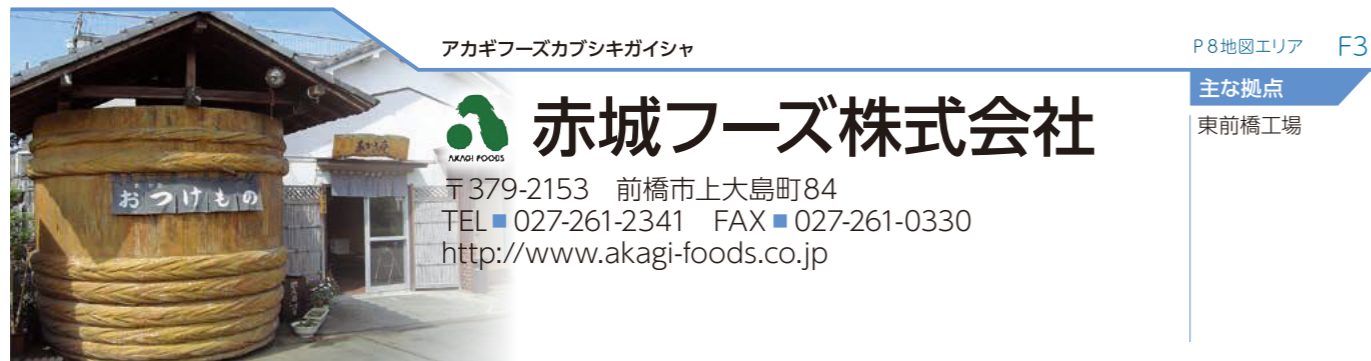 アカギフーズカブシキガイシャ
P8地図エリア F3
主な拠点
東前橋工場
AKAGI FOODS
赤城フーズ株式会社
〒379-2153 前橋市上大島町84
TEL■027-261-2341 FAX■027-261-0330
http://www.akagi-foods.co.jp
おつけもの